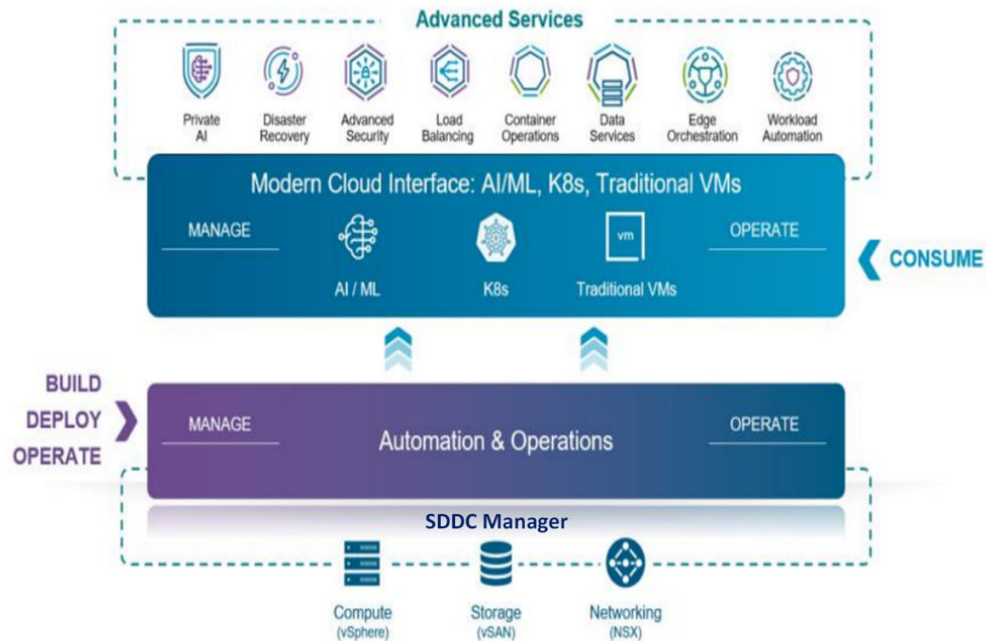 Advanced Services
Private
AI
Disaster
Recovery
Advanced
Security
Load
Balancing
Container
Operations
Data
Services
Edge
Orchestration
Workload
Automation
Modern Cloud Interface: AI/ML, K8s, Traditional VMs
MANAGE
OPERATE
vm
AI / ML
K8s
Traditional VMs
CONSUME
BUILD
DEPLOY
OPERATE
MANAGE
Automation & Operations
OPERATE
SDDC Manager
Compute
(vSphere)
Storage
(vSAN)
Networking
(NSX)